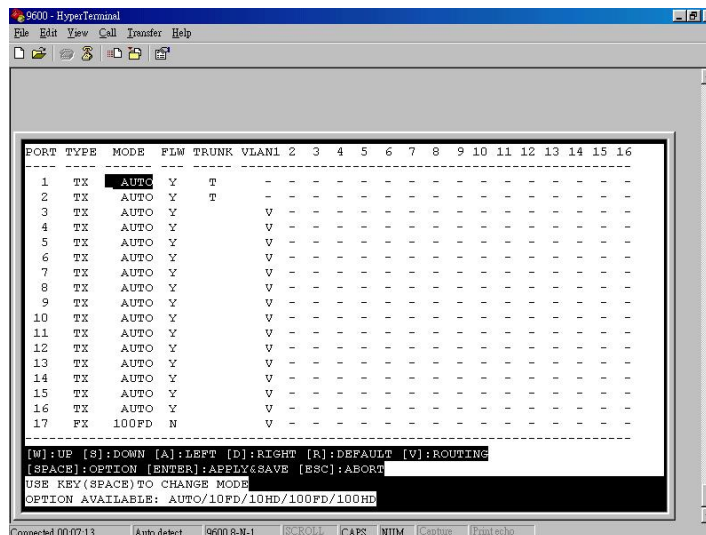 9600 - HyperTerminal
File Edit View Call Transfer Help
PORT TYPE MODE FLW TRUNK VLAN1 2 3 4 5 6 7 8 9 10 11 12 13 14 15 16
---- ---- ------ --- ----- -----------------------------------------------
1 TX AUTO Y T - - - - - - - - - - - - - - - -
2 TX AUTO Y T - - - - - - - - - - - - - - - -
3 TX AUTO Y V - - - - - - - - - - - - - - -
4 TX AUTO Y V - - - - - - - - - - - - - - -
5 TX AUTO Y V - - - - - - - - - - - - - - -
6 TX AUTO Y V - - - - - - - - - - - - - - -
7 TX AUTO Y V - - - - - - - - - - - - - - -
8 TX AUTO Y V - - - - - - - - - - - - - - -
9 TX AUTO Y V - - - - - - - - - - - - - - -
10 TX AUTO Y V - - - - - - - - - - - - - - -
11 TX AUTO Y V - - - - - - - - - - - - - - -
12 TX AUTO Y V - - - - - - - - - - - - - - -
13 TX AUTO Y V - - - - - - - - - - - - - - -
14 TX AUTO Y V - - - - - - - - - - - - - - -
15 TX AUTO Y V - - - - - - - - - - - - - - -
16 TX AUTO Y V - - - - - - - - - - - - - - -
17 FX 100FD N V - - - - - - - - - - - - - - -
[W]:UP [S]:DOWN [A]:LEFT [D]:RIGHT [R]:DEFAULT [V]:ROUTING
[SPACE]:OPTION [ENTER]:APPLY&SAVE [ESC]:ABORT
USE KEY(SPACE)TO CHANGE MODE
OPTION AVAILABLE: AUTO/10FD/10HD/100FD/100HD
Connected 00:07:13 Auto detect 9600 8-N-1 SCROLL CAPS NUM Capture Print echo